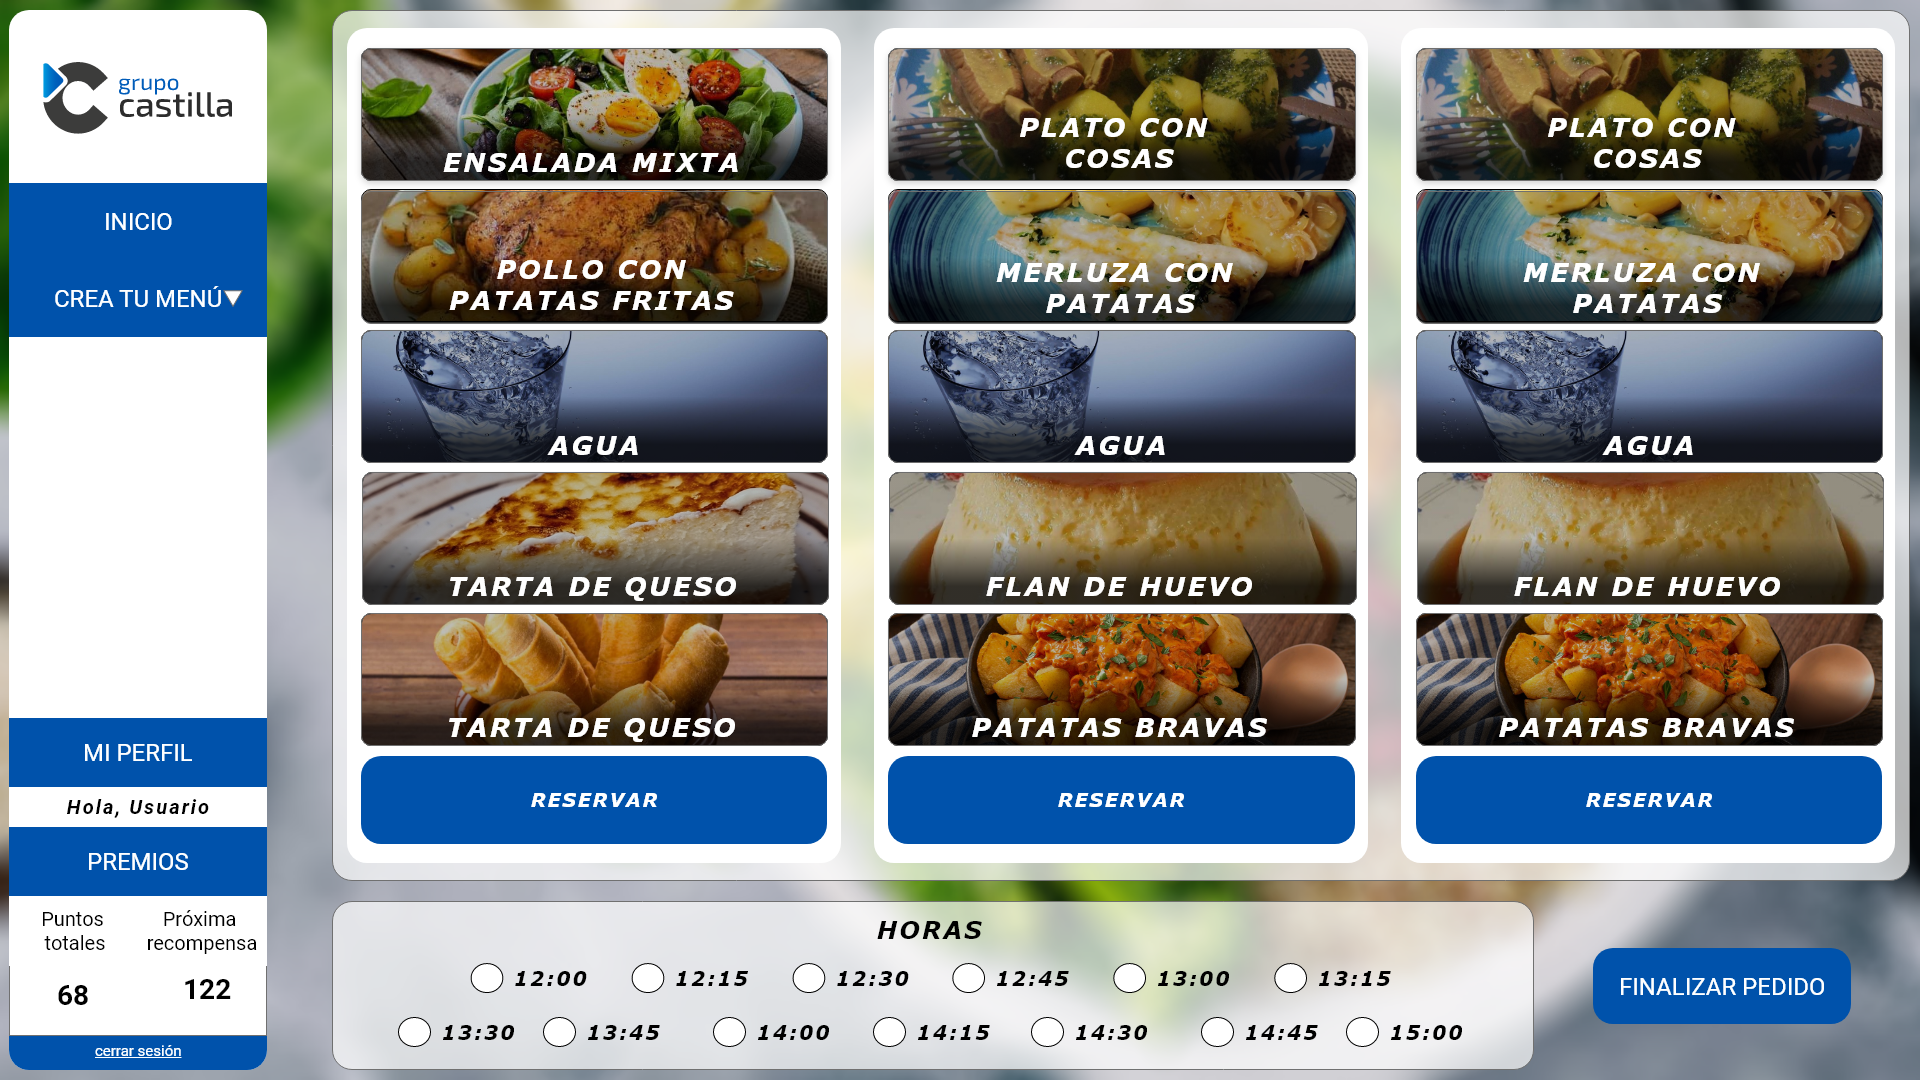 grupo
castilla
INICIO
CREA TU MENÚ
MI PERFIL
Hola, Usuario
PREMIOS
Puntos
totales
Próxima
recompensa
68
122
cerrar sesión
ENSALADA MIXTA
POLLO CON
PATATAS FRITAS
AGUA
TARTA DE QUESO
TARTA DE QUESO
RESERVAR
PLATO CON
COSAS
MERLUZA CON
PATATAS
AGUA
FLAN DE HUEVO
PATATAS BRAVAS
RESERVAR
PLATO CON
COSAS
MERLUZA CON
PATATAS
AGUA
FLAN DE HUEVO
PATATAS BRAVAS
RESERVAR
HORAS
12:00 12:15 12:30 12:45 13:00 13:15
13:30 13:45 14:00 14:15 14:30 14:45 15:00
FINALIZAR PEDIDO